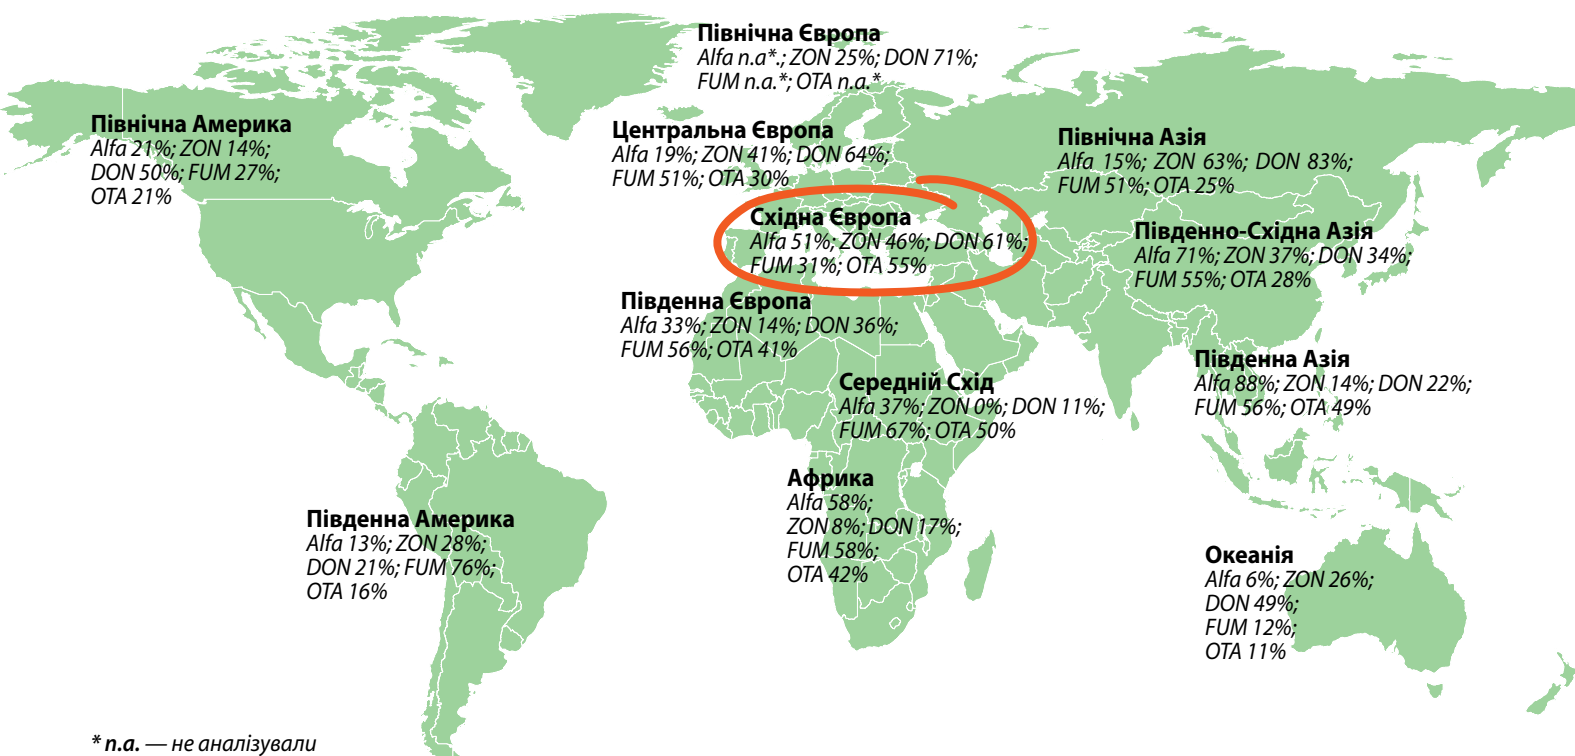 Північна Європа
Alfa n.a*.; ZON 25%; DON 71%;
FUM n.a.*; OTA n.a.*
Північна Америка
Alfa 21%; ZON 14%;
DON 50%; FUM 27%;
OTA 21%
Центральна Європа
Alfa 19%; ZON 41%; DON 64%;
FUM 51%; OTA 30%
Північна Азія
Alfa 15%; ZON 63%; DON 83%;
FUM 51%; OTA 25%
Східна Європа
Alfa 51%; ZON 46%; DON 61%;
FUM 31%; OTA 55%
Південно-Східна Азія
Alfa 71%; ZON 37%; DON 34%;
FUM 55%; OTA 28%
Південна Європа
Alfa 33%; ZON 14%; DON 36%;
FUM 56%; OTA 41%
Південна Азія
Alfa 88%; ZON 14%; DON 22%;
FUM 56%; OTA 49%
Середній Схід
Alfa 37%; ZON 0%; DON 11%;
FUM 67%; OTA 50%
Африка
Alfa 58%;
ZON 8%; DON 17%;
FUM 58%;
OTA 42%
Південна Америка
Alfa 13%; ZON 28%;
DON 21%; FUM 76%;
OTA 16%
Океанія
Alfa 6%; ZON 26%;
DON 49%;
FUM 12%;
OTA 11%
* n.a. — не аналізували